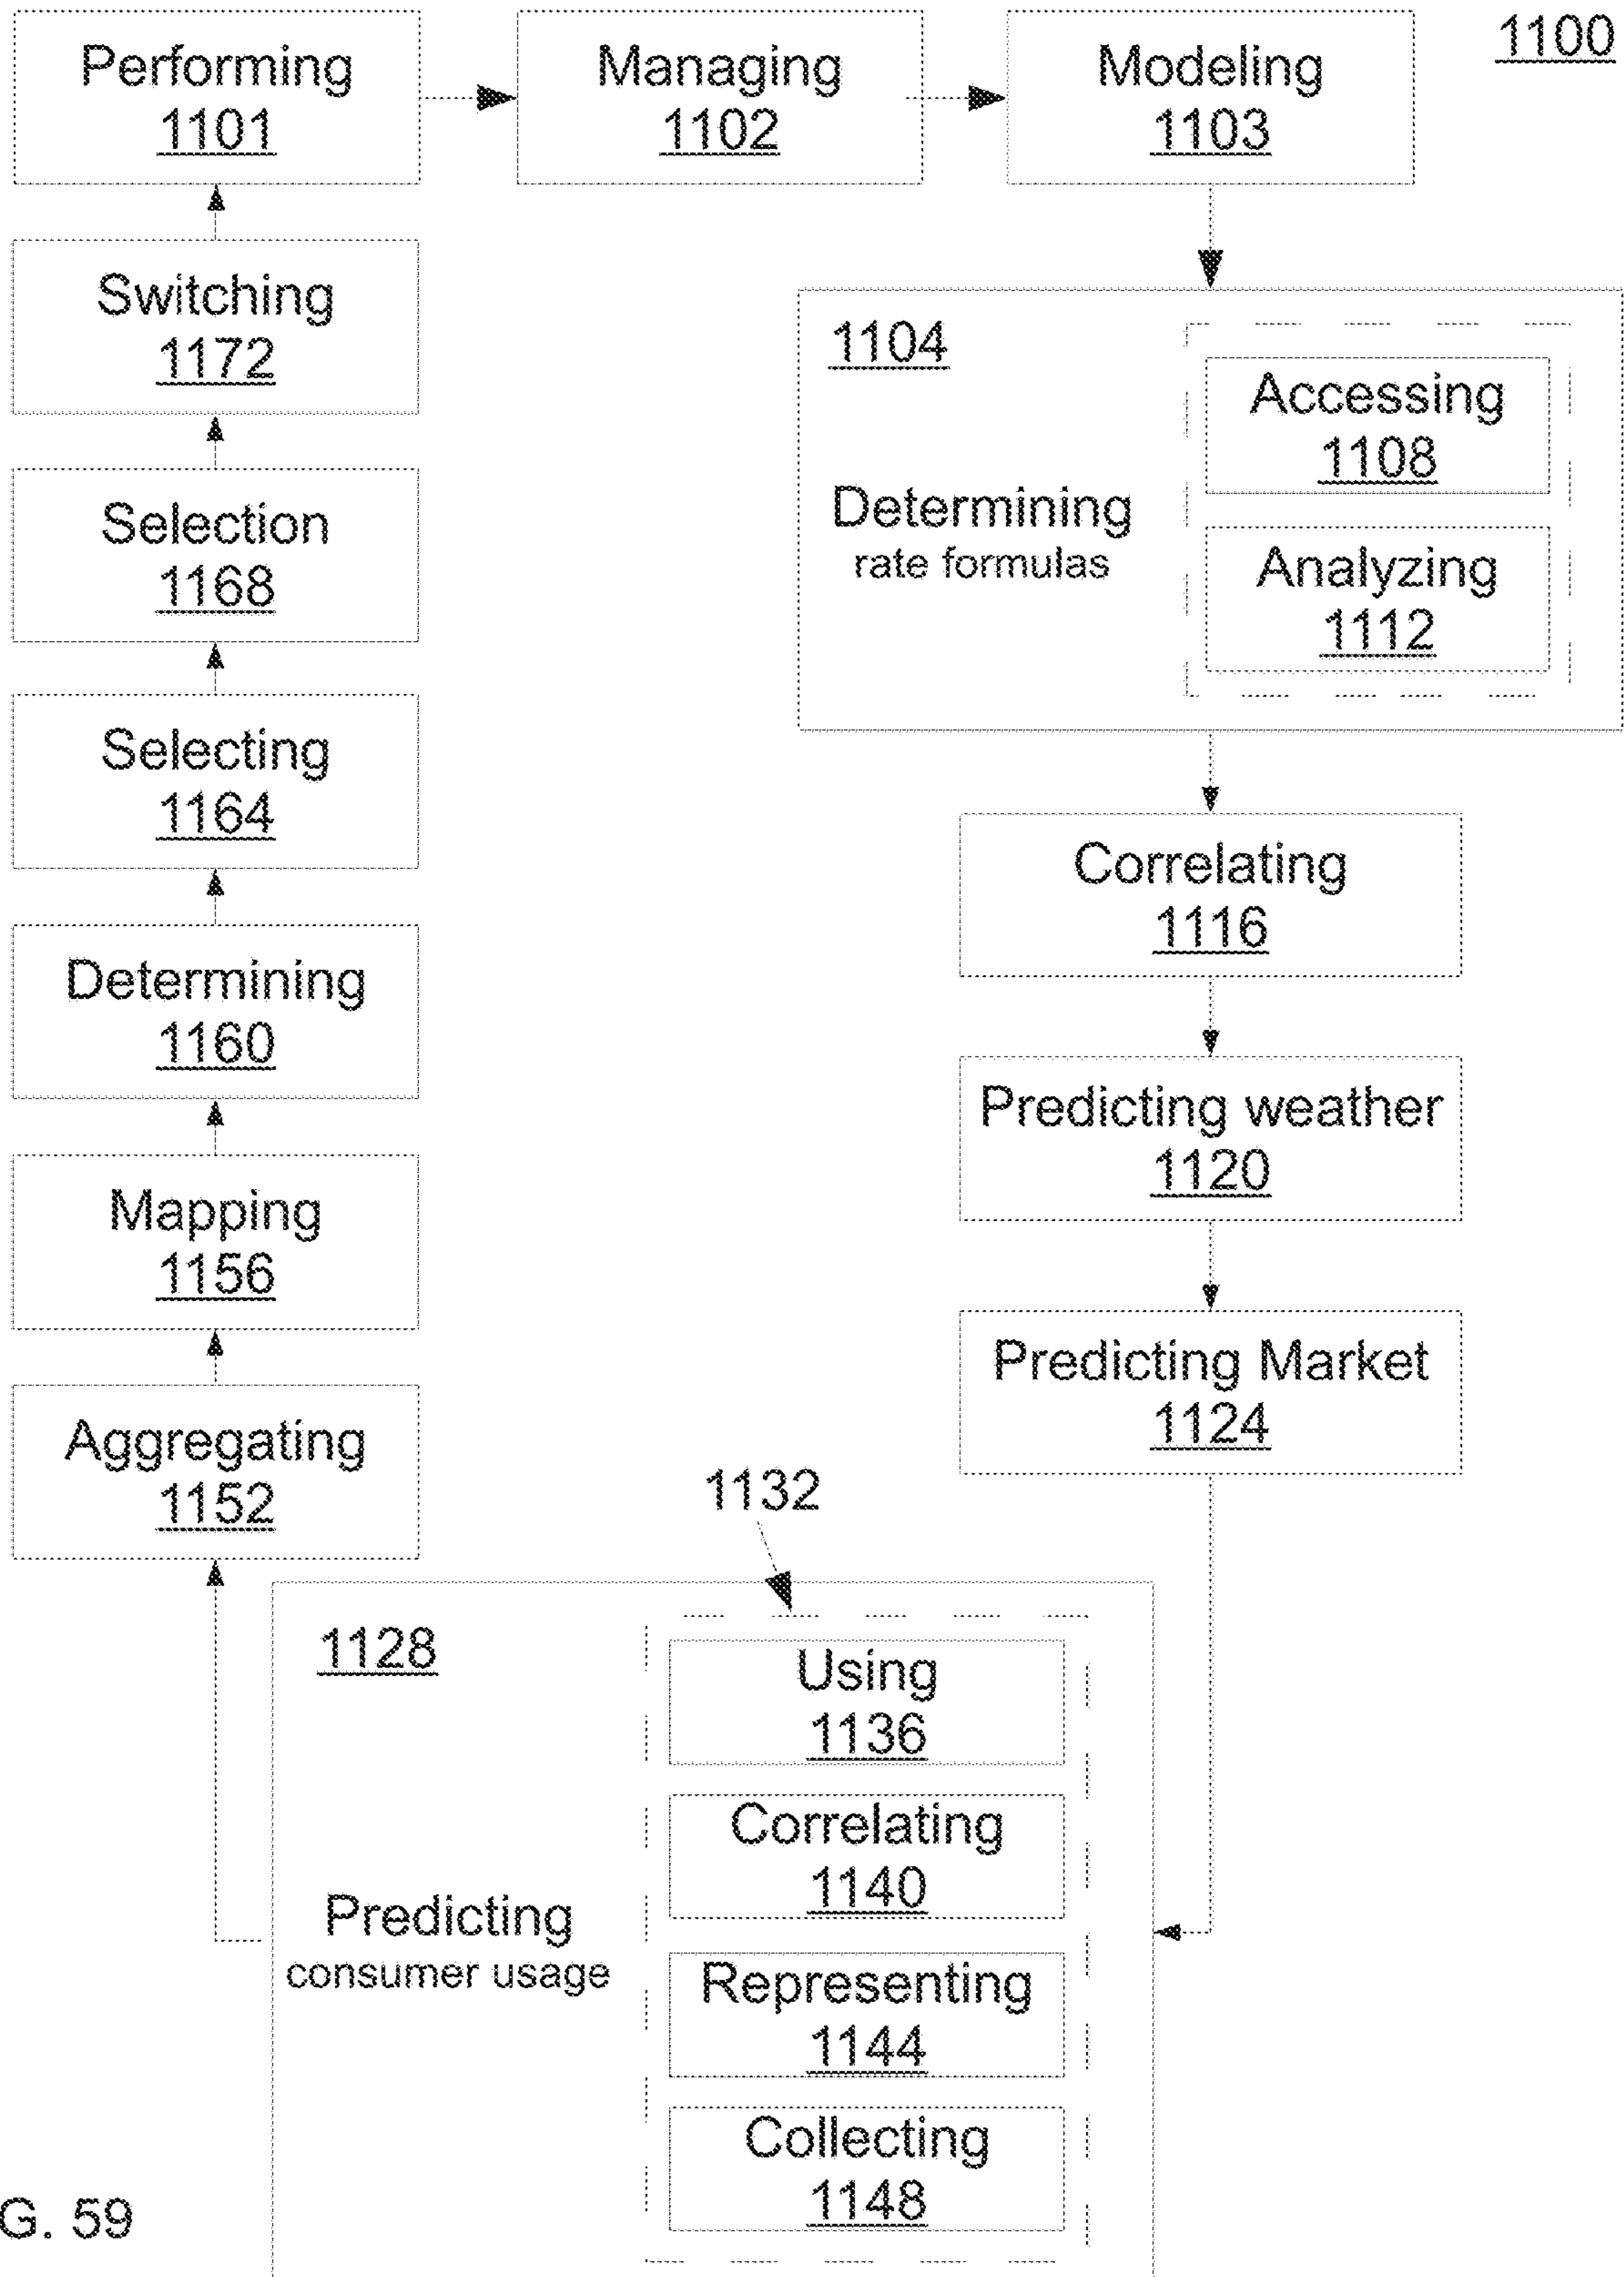 1100
Performing
1101
Managing
1102
Modeling
1103
Switching
1172
Selection
1168
Selecting
1164
Determining
1160
Mapping
1156
Aggregating
1152
1104
Determining
rate formulas
Accessing
1108
Analyzing
1112
Correlating
1116
Predicting weather
1120
Predicting Market
1124
1132
1128
Predicting
consumer usage
Using
1136
Correlating
1140
Representing
1144
Collecting
1148
G. 59